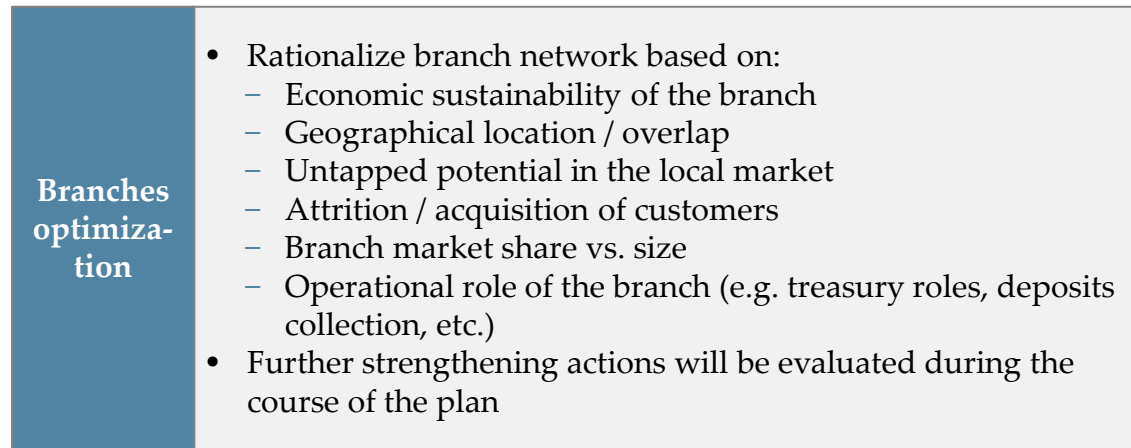 Branches
optimiza-
tion
• Rationalize branch network based on:
− Economic sustainability of the branch
− Geographical location / overlap
− Untapped potential in the local market
− Attrition / acquisition of customers
− Branch market share vs. size
− Operational role of the branch (e.g. treasury roles, deposits
collection, etc.)
• Further strengthening actions will be evaluated during the
course of the plan